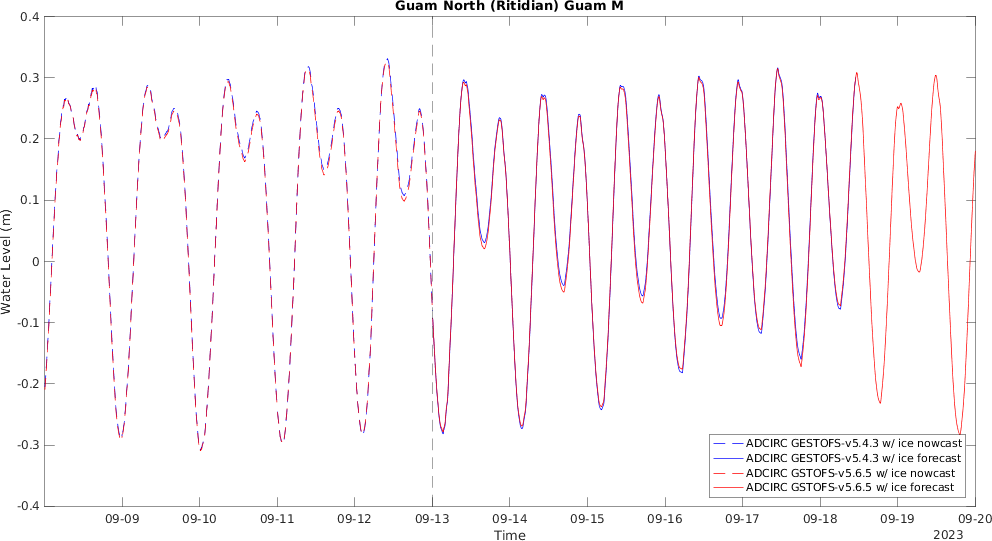 Guam North (Ritidian) Guam M
0.4
0.3
0.2
0.1
0
-0.1
-0.2
-0.3
-0.4
Water Level (m)
09-09 09-10 09-11 09-12 09-13 09-14 09-15 09-16 09-17 09-18 09-19 09-20
Time
2023
ADCIRC GESTOFS-v5.4.3 w/ ice nowcast
ADCIRC GESTOFS-v5.4.3 w/ ice forecast
ADCIRC GSTOFS-v5.6.5 w/ ice nowcast
ADCIRC GSTOFS-v5.6.5 w/ ice forecast